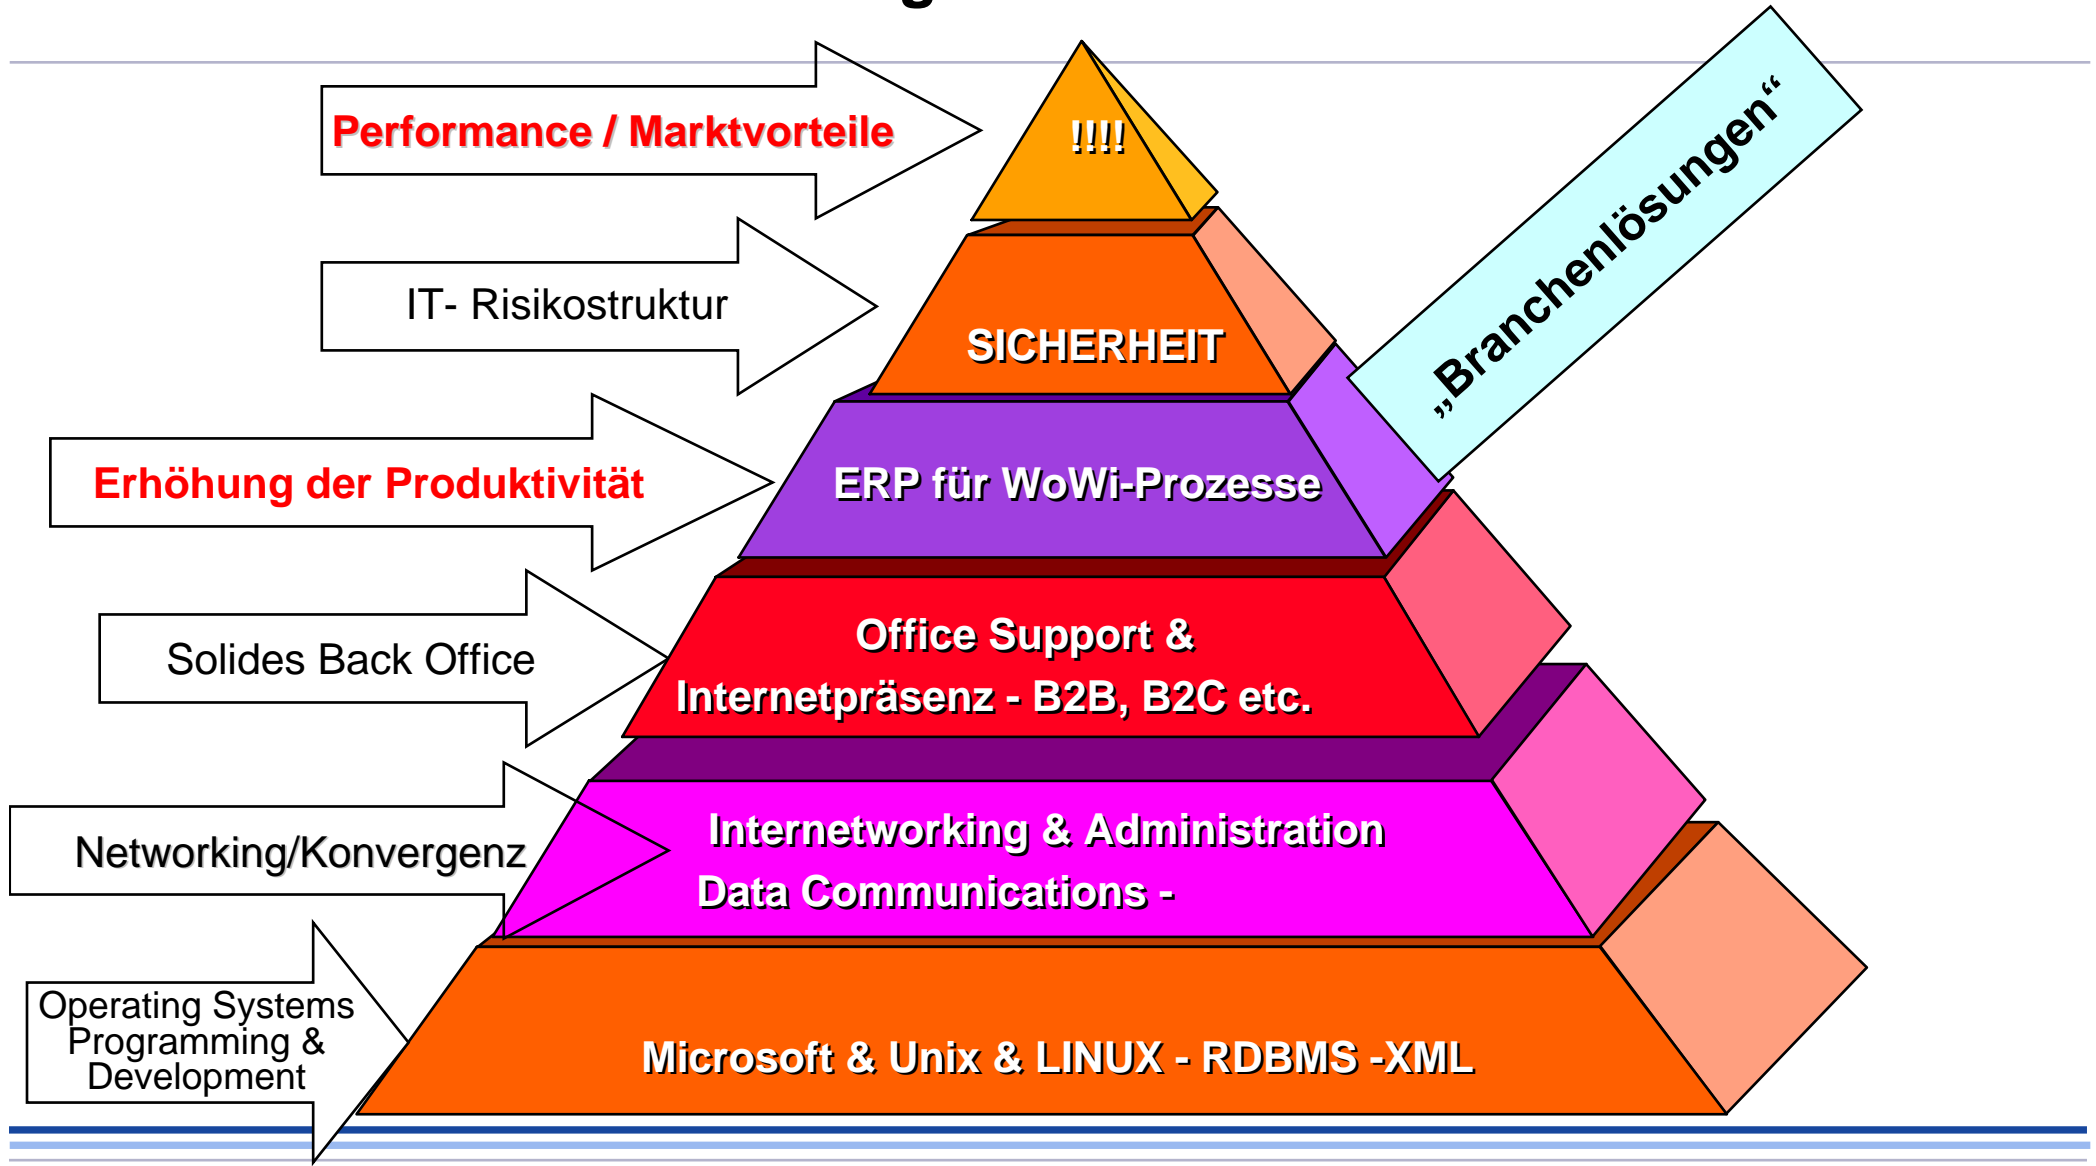 Performance / Marktvorteile
!!!!
„Branchenlösungen“
IT- Risikostruktur
SICHERHEIT
Erhöhung der Produktivität
ERP für WoWi-Prozesse
Solides Back Office
Office Support &
Internetpräsenz - B2B, B2C etc.
Networking/Konvergenz
Internetworking & Administration
Data Communications -
Operating Systems
Programming &
Development
Microsoft & Unix & LINUX - RDBMS -XML